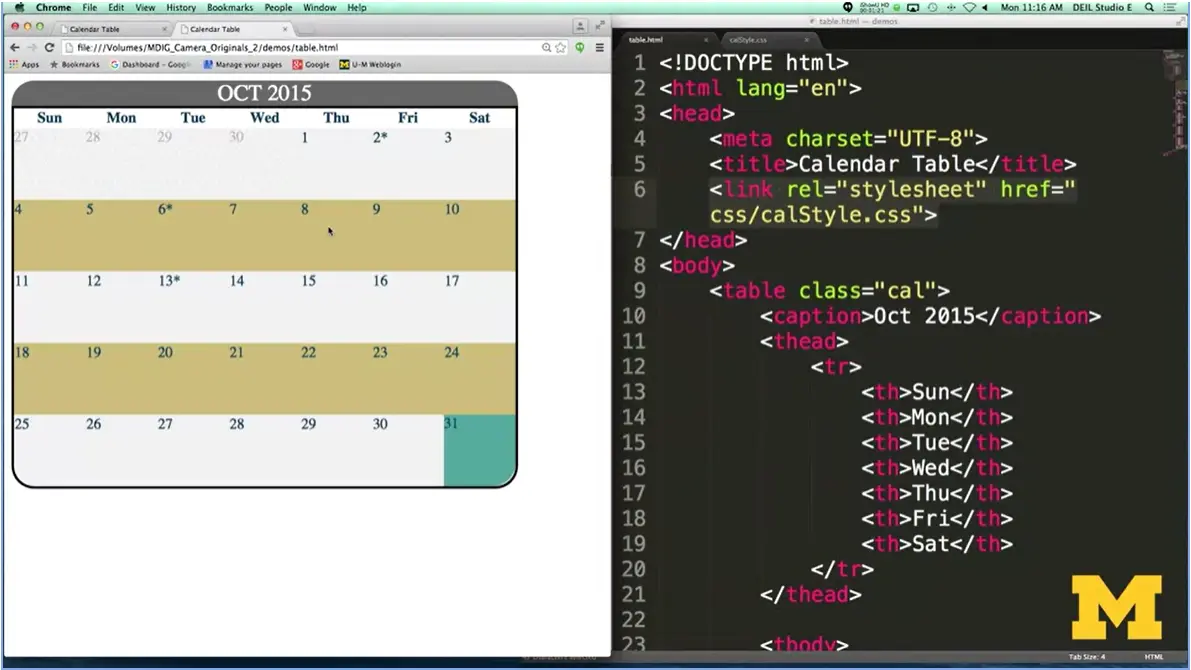 Chrome File Edit View History Bookmarks People Window Help
Mon 11:16 AM DEIL Studio E
Calendar Table
Calendar Table
file:///Volumes/MDIG_Camera_Originals_2/demos/table.html
Apps Bookmarks Dashboard - Goog Manage your pages Google U-M Weblogin
OCT 2015
Sun Mon Tue Wed Thu Fri Sat
27 28 29 30 1 2* 3
4 5 6* 7 8 9 10
11 12 13* 14 15 16 17
18 19 20 21 22 23 24
25 26 27 28 29 30 31
table.html — demos
table.html calStyle.css
1 <!DOCTYPE html>
2 <html lang="en">
3 <head>
4 <meta charset="UTF-8">
5 <title>Calendar Table</title>
6 <link rel="stylesheet" href="
css/calStyle.css">
7 </head>
8 <body>
9 <table class="cal">
10 <caption>Oct 2015</caption>
11 <thead>
12 <tr>
13 <th>Sun</th>
14 <th>Mon</th>
15 <th>Tue</th>
16 <th>Wed</th>
17 <th>Thu</th>
18 <th>Fri</th>
19 <th>Sat</th>
20 </tr>
21 </thead>
22
23 <tbody>
M
Tab Size: 4 HTML